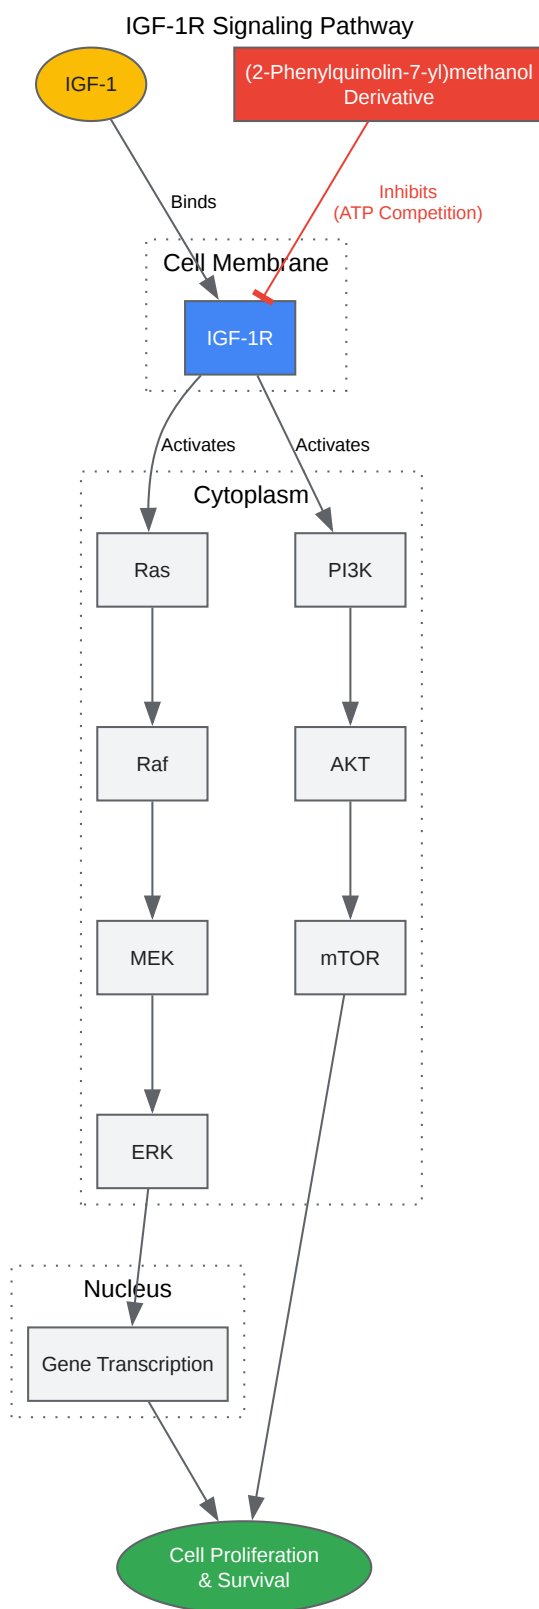 IGF-1R Signaling Pathway
IGF-1
(2-Phenylquinolin-7-yl)methanol
Derivative
Binds
Inhibits
(ATP Competition)
Cell Membrane
IGF-1R
Activates
Activates
Cytoplasm
Ras
PI3K
Raf
AKT
MEK
mTOR
ERK
Nucleus
Gene Transcription
Cell Proliferation
& Survival